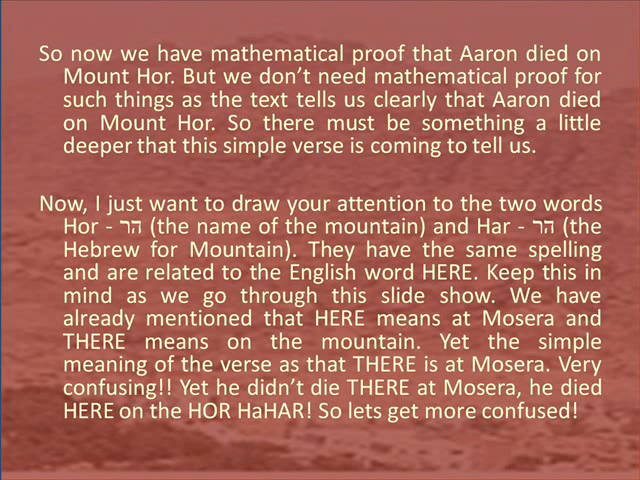 So now we have mathematical proof that Aaron died on
Mount Hor. But we don’t need mathematical proof for
such things as the text tells us clearly that Aaron died
on Mount Hor. So there must be something a little
deeper that this simple verse is coming to tell us.
Now, I just want to draw your attention to the two words
Hor - הר (the name of the mountain) and Har - הר (the
Hebrew for Mountain). They have the same spelling
and are related to the English word HERE. Keep this in
mind as we go through this slide show. We have
already mentioned that HERE means at Mosera and
THERE means on the mountain. Yet the simple
meaning of the verse as that THERE is at Mosera. Very
confusing!! Yet he didn’t die THERE at Mosera, he died
HERE on the HOR HaHAR! So lets get more confused!